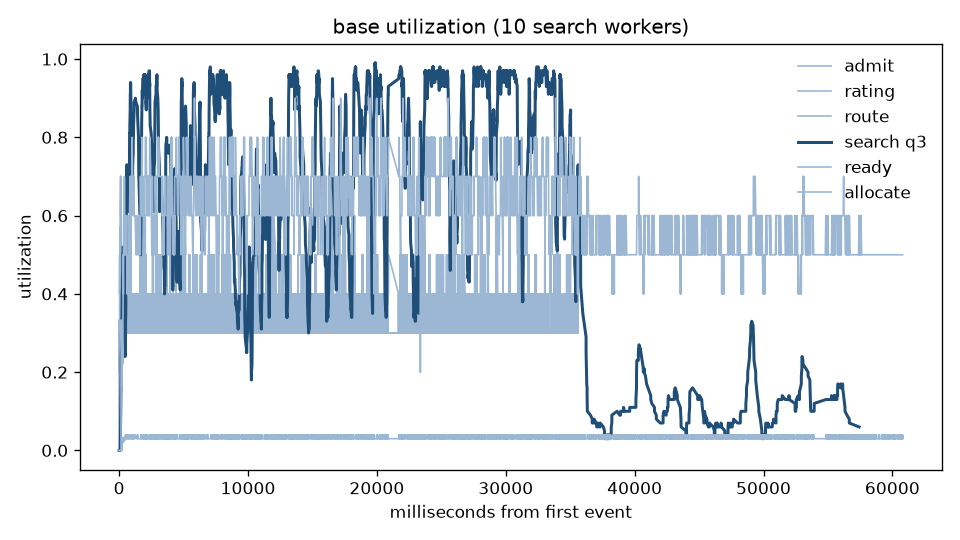 base utilization (10 search workers)
1.0
0.8
0.6
0.4
0.2
0.0
utilization
admit
rating
route
search q3
ready
allocate
0 10000 20000 30000 40000 50000 60000
milliseconds from first event